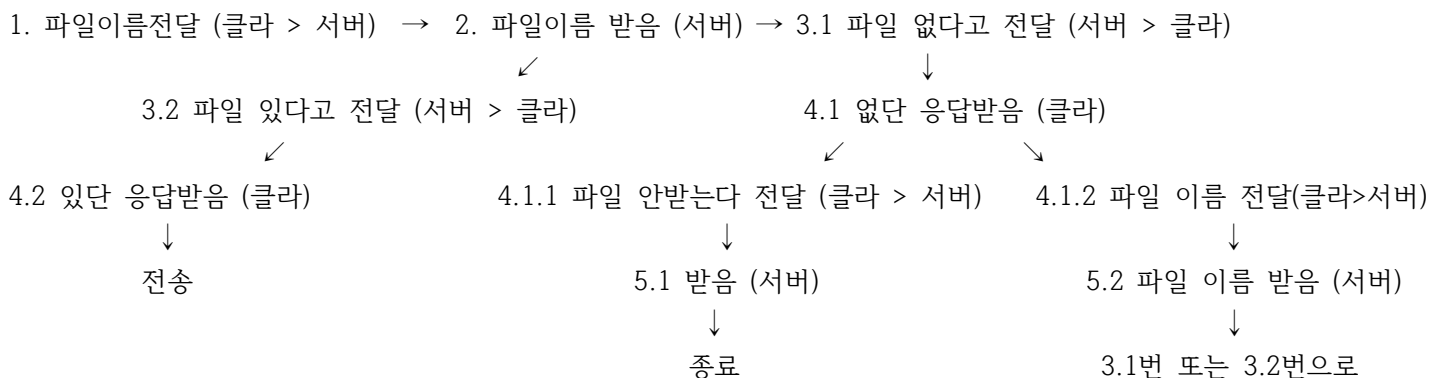 1. 파일이름전달 (클라 > 서버) → 2. 파일이름 받음 (서버) → 3.1 파일 없다고 전달 (서버 > 클라)
↙ ↓
3.2 파일 있다고 전달 (서버 > 클라) 4.1 없단 응답받음 (클라)
↙ ↙ ↘
4.2 있단 응답받음 (클라) 4.1.1 파일 안받는다 전달 (클라 > 서버) 4.1.2 파일 이름 전달(클라>서버)
↓ ↓ ↓
전송 5.1 받음 (서버) 5.2 파일 이름 받음 (서버)
↓ ↓
종료 3.1번 또는 3.2번으로